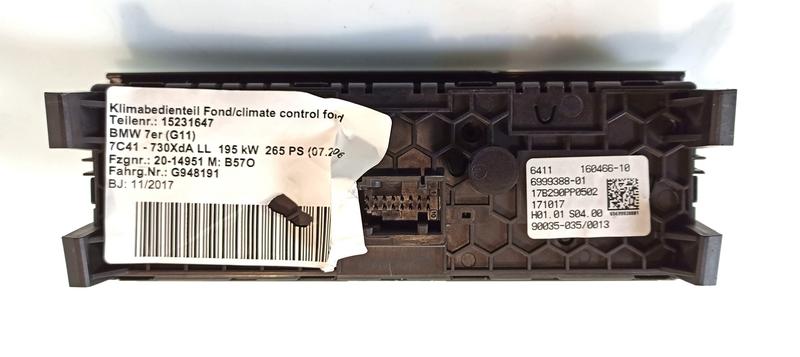 Klimabedienteil Fond/climate control
Teilenr.: 15231647
BMW 7er (G11)
7C41 - 730XdA LL 195 kW 265 PS
Fzgnr.: 20-14951 M: B57O
Fahrg.Nr.: G948191
BJ: 11/2017
6411 160466-10
6999388-01
17B290PP0502
171017
H01.01 S04.00
90035-035/0013